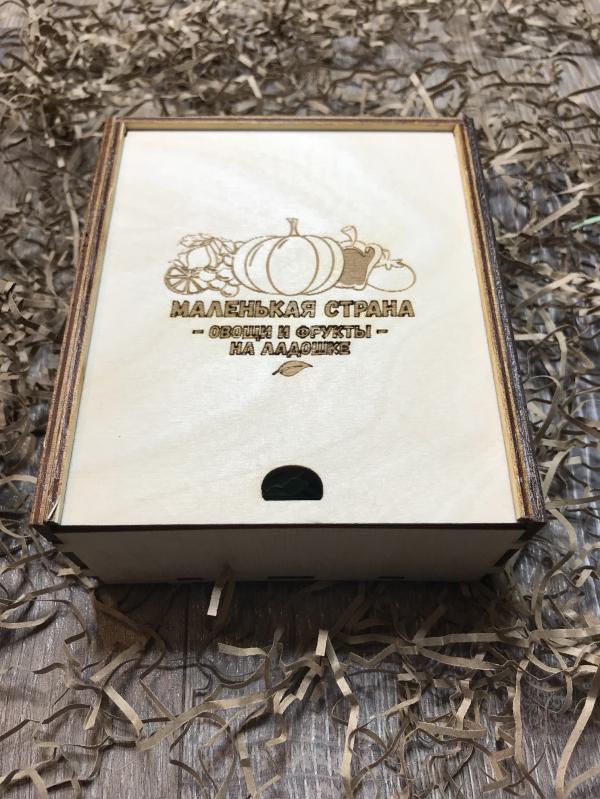 МАЛЕНЬКАЯ СТРАНА
- ОВОЩИ И ФРУКТЫ -
НА ЛАДОШКЕ